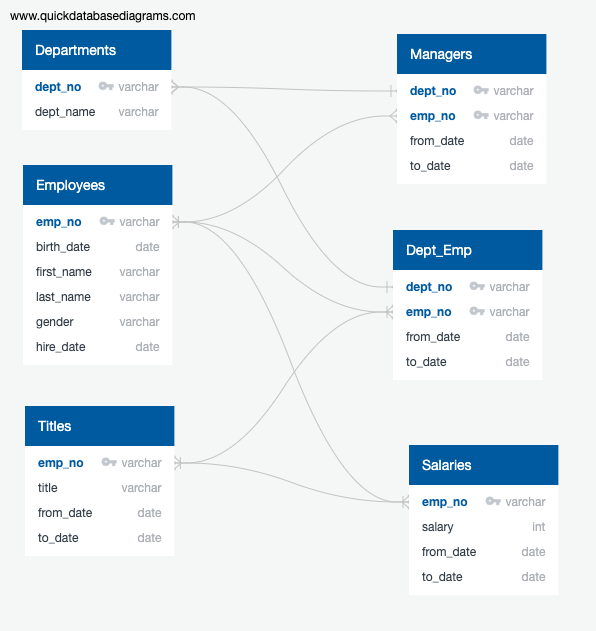 www.quickdatabasediagrams.com
Departments
dept_no varchar
dept_name varchar
Employees
emp_no varchar
birth_date date
first_name varchar
last_name varchar
gender varchar
hire_date date
Titles
emp_no varchar
title varchar
from_date date
to_date date
Managers
dept_no varchar
emp_no varchar
from_date date
to_date date
Dept_Emp
dept_no varchar
emp_no varchar
from_date date
to_date date
Salaries
emp_no varchar
salary int
from_date date
to_date date